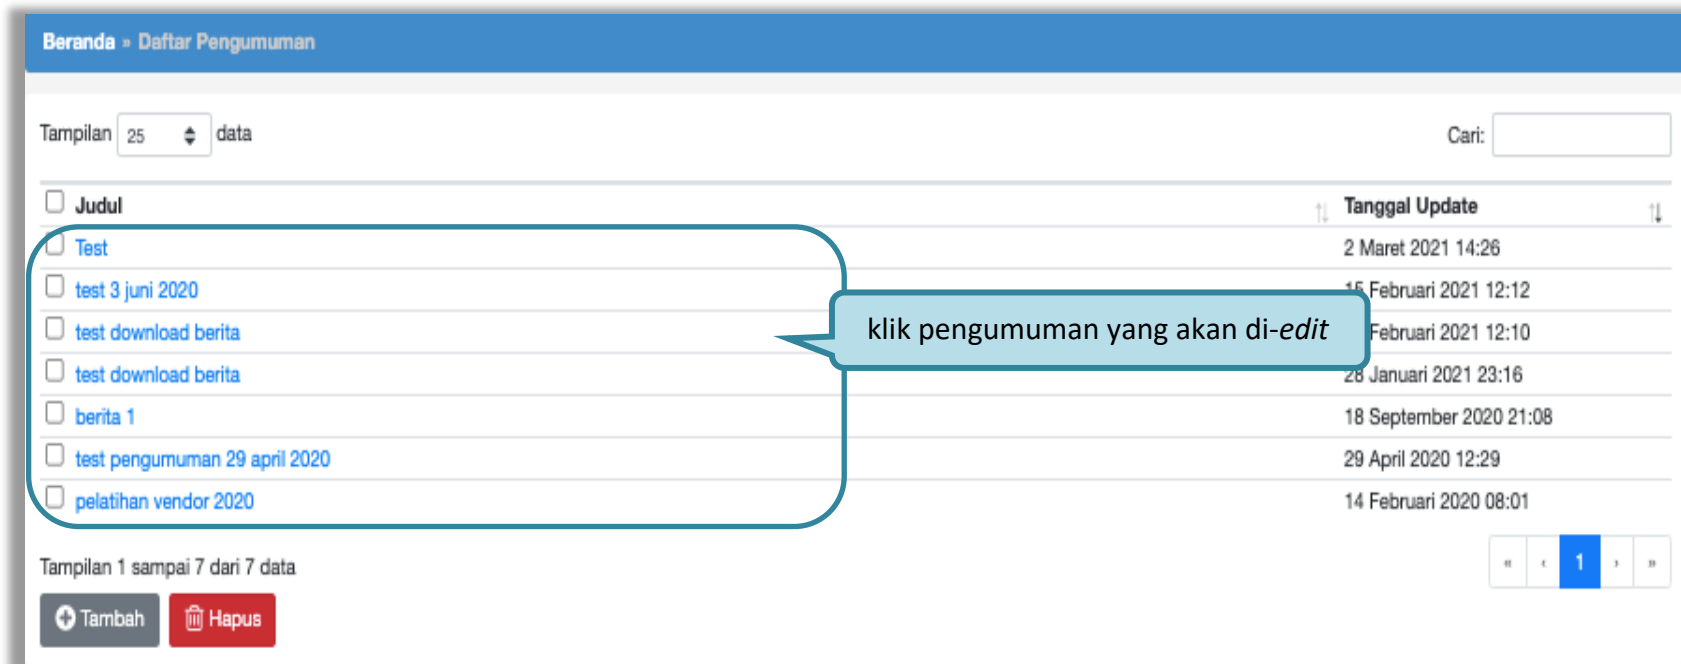 Beranda » Daftar Pengumuman
Tampilan 25 data Cari:
Judul Tanggal Update
Test 2 Maret 2021 14:26
test 3 juni 2020 15 Februari 2021 12:12
klik pengumuman yang akan di-edit
test download berita Februari 2021 12:10
test download berita 28 Januari 2021 23:16
berita 1 18 September 2020 21:08
test pengumuman 29 april 2020 29 April 2020 12:29
pelatihan vendor 2020 14 Februari 2020 08:01
Tampilan 1 sampai 7 dari 7 data « ‹ 1 › »
Tambah Hapus